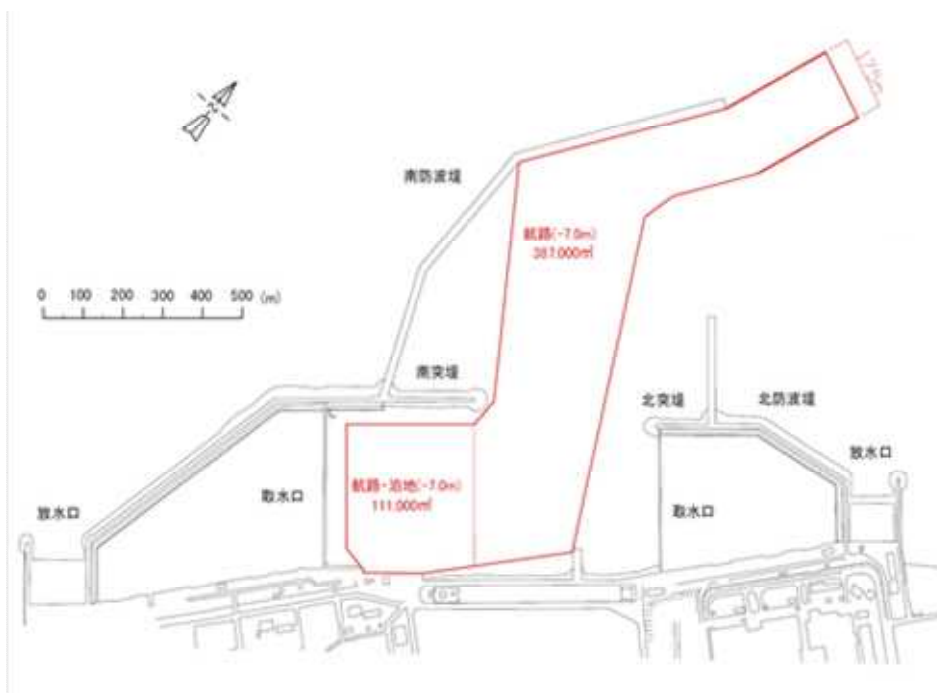 175m
N
南防波堤
航路(-7.0m)
387.000㎡
0 100 200 300 400 500 (m)
南突堤
北突堤
北防波堤
放水口
航路・泊地(-7.0m)
111.000㎡
取水口
取水口
放水口